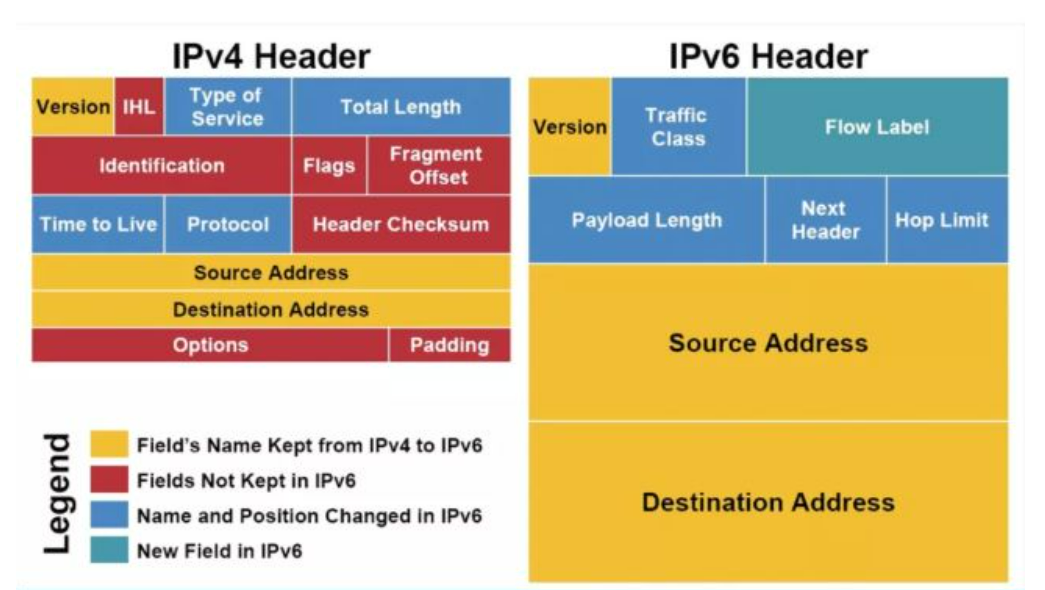 IPv4 Header
Version IHL Type of Service Total Length
Identification Flags Fragment Offset
Time to Live Protocol Header Checksum
Source Address
Destination Address
Options Padding
IPv6 Header
Version Traffic Class Flow Label
Payload Length Next Header Hop Limit
Source Address
Destination Address
Legend
Field's Name Kept from IPv4 to IPv6
Fields Not Kept in IPv6
Name and Position Changed in IPv6
New Field in IPv6